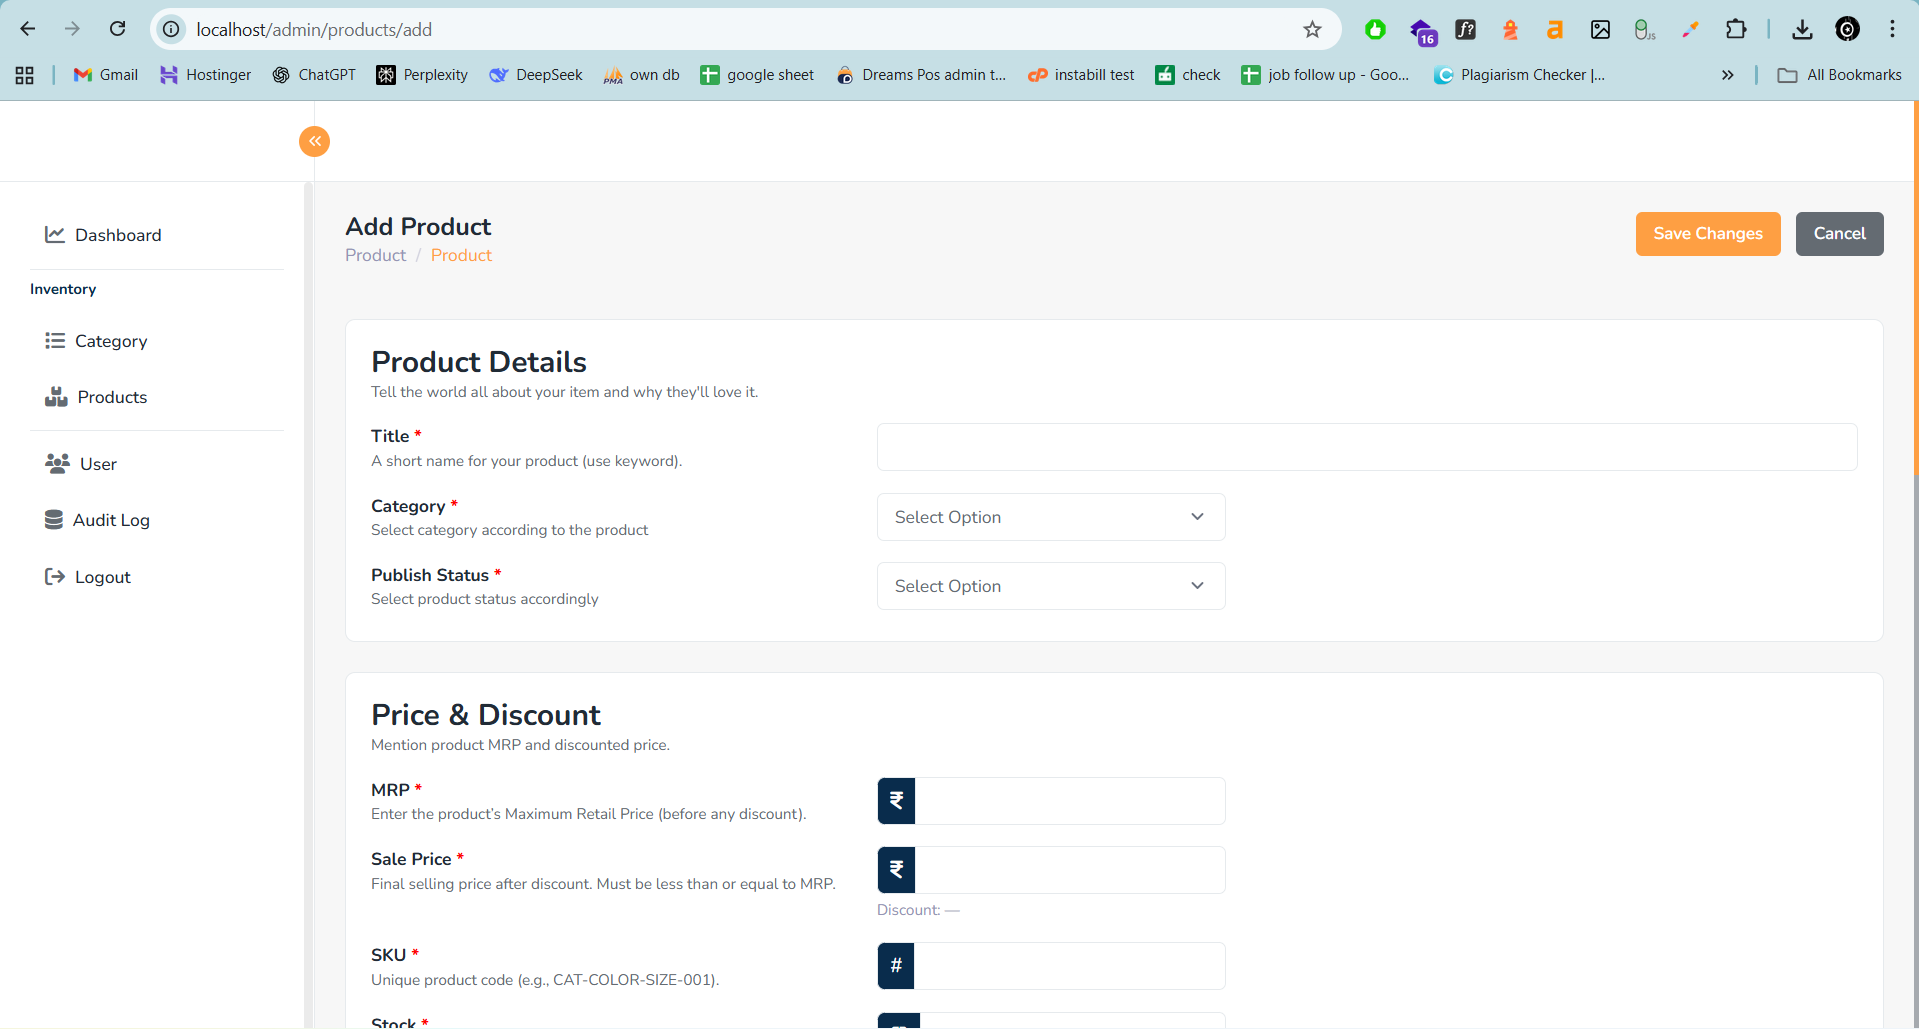 localhost/admin/products/add
16
f?
a
JS
Gmail
Hostinger
ChatGPT
Perplexity
DeepSeek
PMA
own db
google sheet
Dreams Pos admin t...
cP
instabill test
check
job follow up - Goo...
C
Plagiarism Checker |...
All Bookmarks
Dashboard
Inventory
Category
Products
User
Audit Log
Logout
Add Product
Product / Product
Save Changes
Cancel
Product Details
Tell the world all about your item and why they'll love it.
Title *
A short name for your product (use keyword).
Category *
Select category according to the product
Select Option
Publish Status *
Select product status accordingly
Select Option
Price & Discount
Mention product MRP and discounted price.
MRP *
Enter the product’s Maximum Retail Price (before any discount).
₹
Sale Price *
Final selling price after discount. Must be less than or equal to MRP.
₹
Discount: —
SKU *
Unique product code (e.g., CAT-COLOR-SIZE-001).
#
Stock *